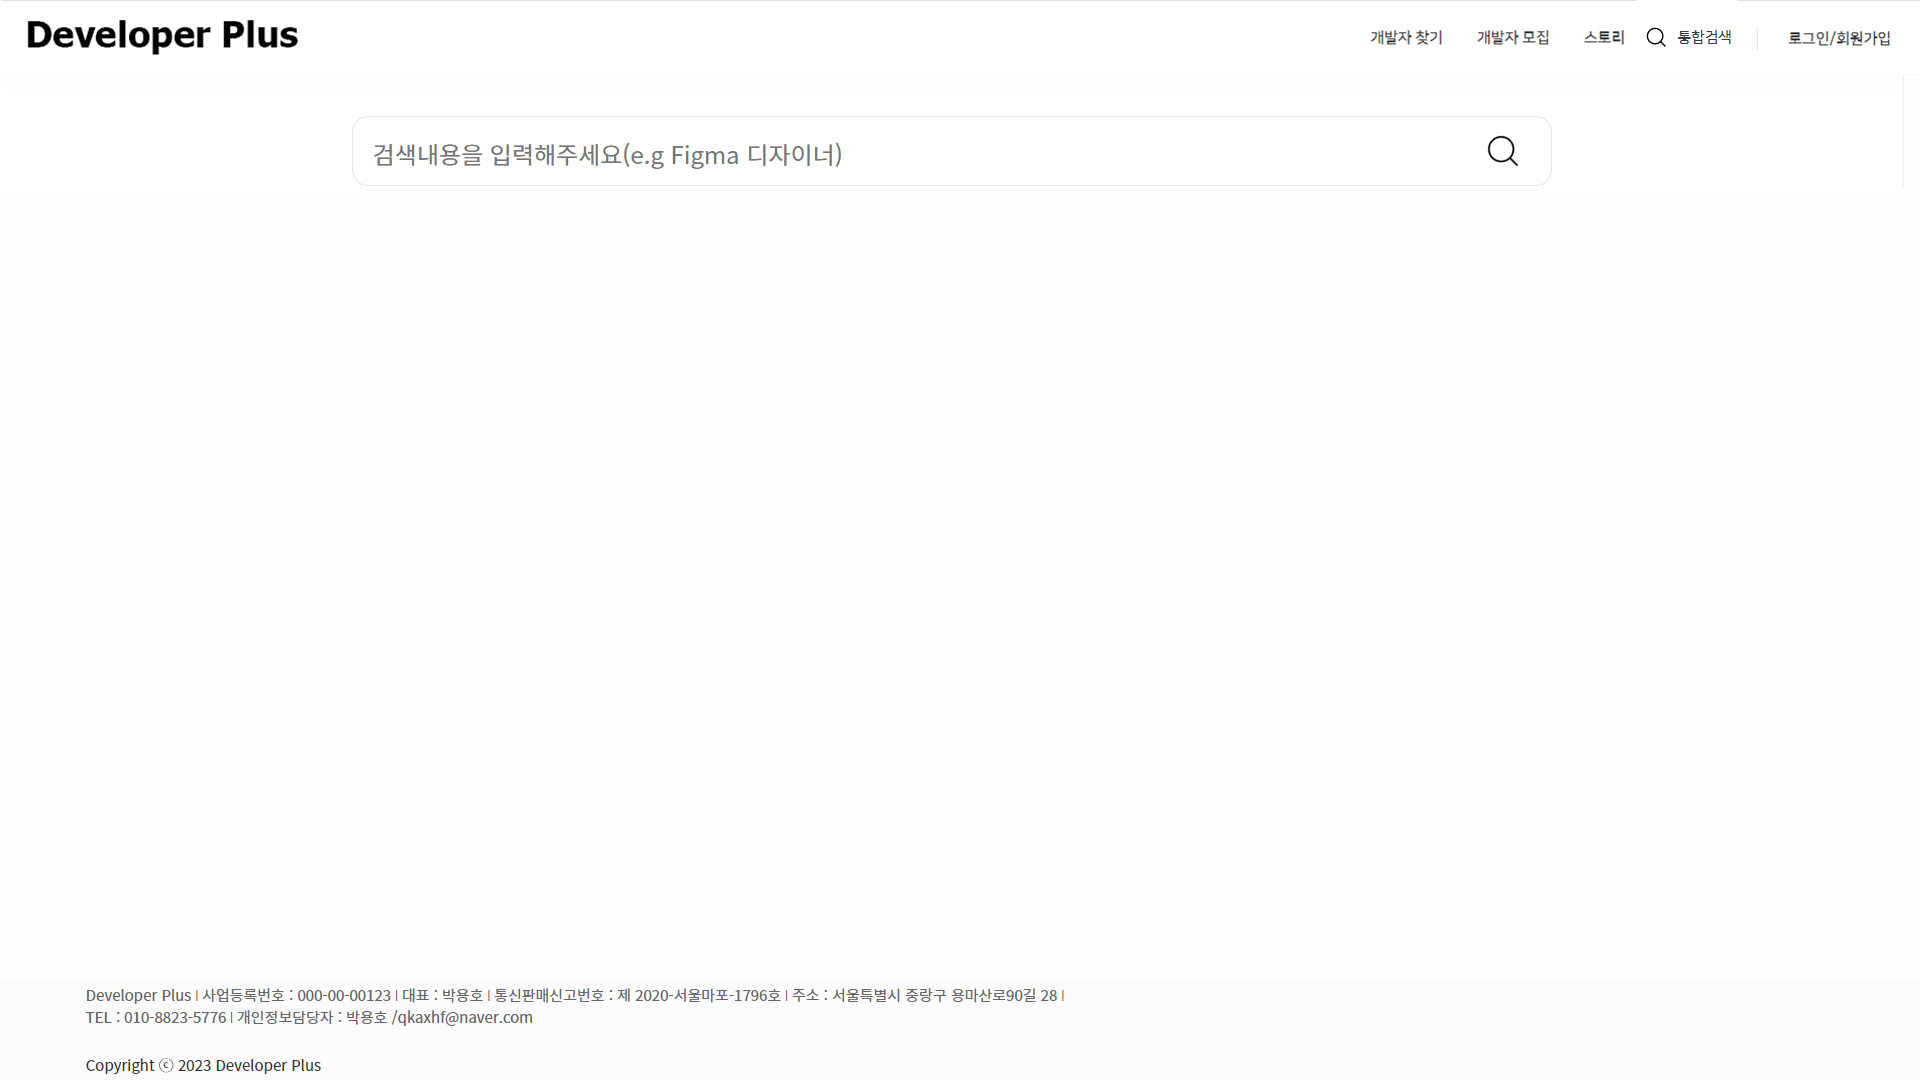 Developer Plus
개발자 찾기 개발자 모집 스토리 통합검색 로그인/회원가입
검색내용을 입력해주세요(e.g Figma 디자이너)
Developer Plus | 사업등록번호 : 000-00-00123 | 대표 : 박용호 | 통신판매신고번호 : 제 2020-서울마포-1796호 | 주소 : 서울특별시 중랑구 용마산로90길 28 |
TEL : 010-8823-5776 | 개인정보담당자 : 박용호 /qkaxhf@naver.com
Copyright ⓒ 2023 Developer Plus